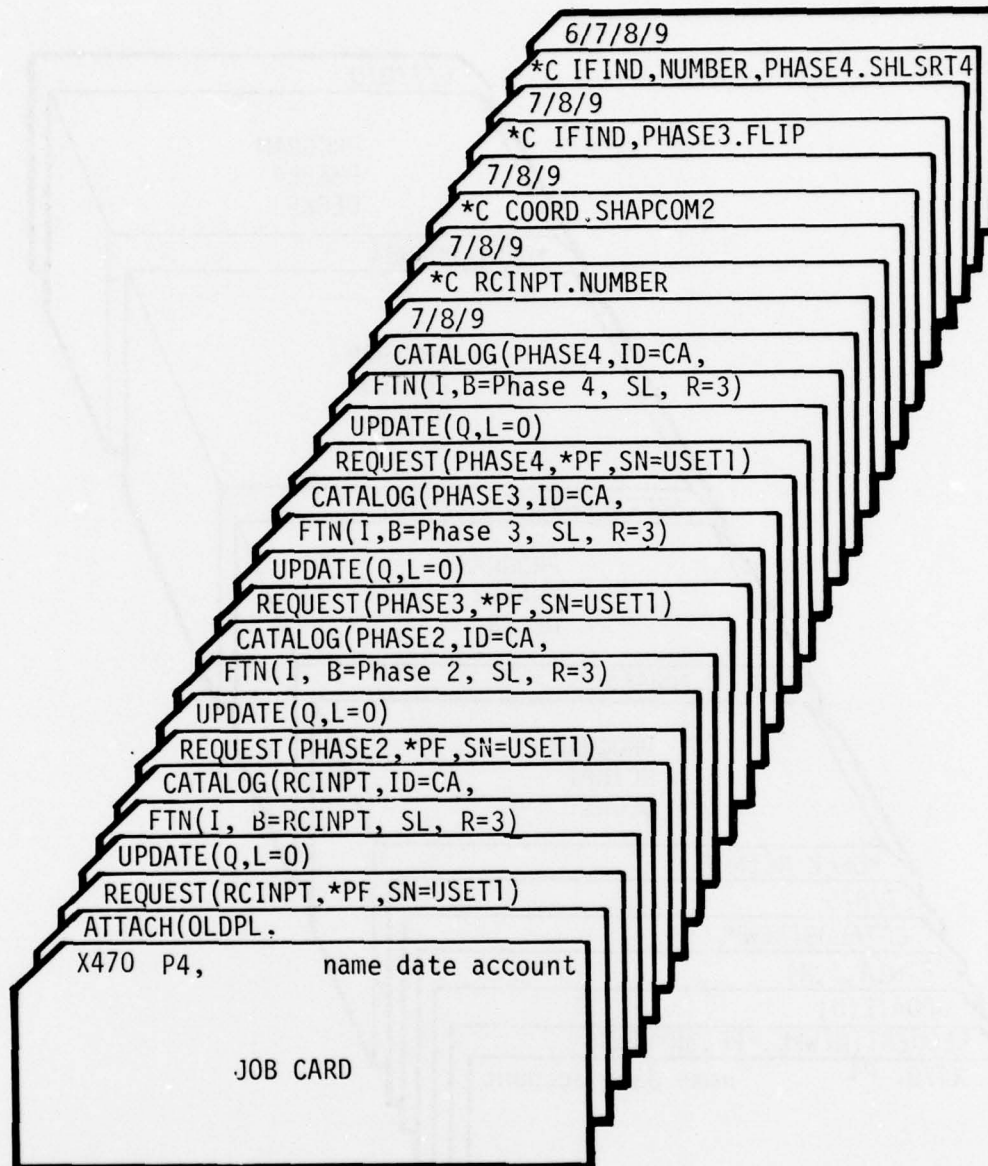 6/7/8/9
*C IFIND,NUMBER,PHASE4.SHLSRT4
7/8/9
*C IFIND,PHASE3.FLIP
7/8/9
*C COORD.SHAPCOM2
7/8/9
*C RCINPT.NUMBER
7/8/9
CATALOG(PHASE4,ID=CA,
FTN(I,B=Phase 4, SL, R=3)
UPDATE(Q,L=0)
REQUEST(PHASE4,*PF,SN=USET1)
CATALOG(PHASE3,ID=CA,
FTN(I,B=Phase 3, SL, R=3)
UPDATE(Q,L=0)
REQUEST(PHASE3,*PF,SN=USET1)
CATALOG(PHASE2,ID=CA,
FTN(I, B=Phase 2, SL, R=3)
UPDATE(Q,L=0)
REQUEST(PHASE2,*PF,SN=USET1)
CATALOG(RCINPT,ID=CA,
FTN(I, B=RCINPT, SL, R=3)
UPDATE(Q,L=0)
REQUEST(RCINPT,*PF,SN=USET1)
ATTACH(OLDPL,
X470 P4, name date account
JOB CARD